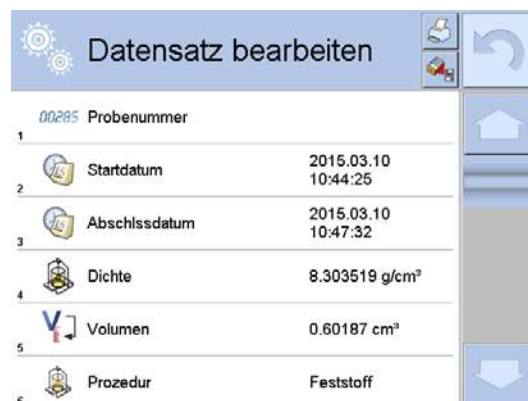 Datensatz bearbeiten
00285 Probenummer
1
Startdatum 2015.03.10
10:44:25
2
Abschlssdatum 2015.03.10
10:47:32
3
Dichte 8.303519 g/cm³
4
Volumen 0.60187 cm³
5
Prozedur Feststoff
6